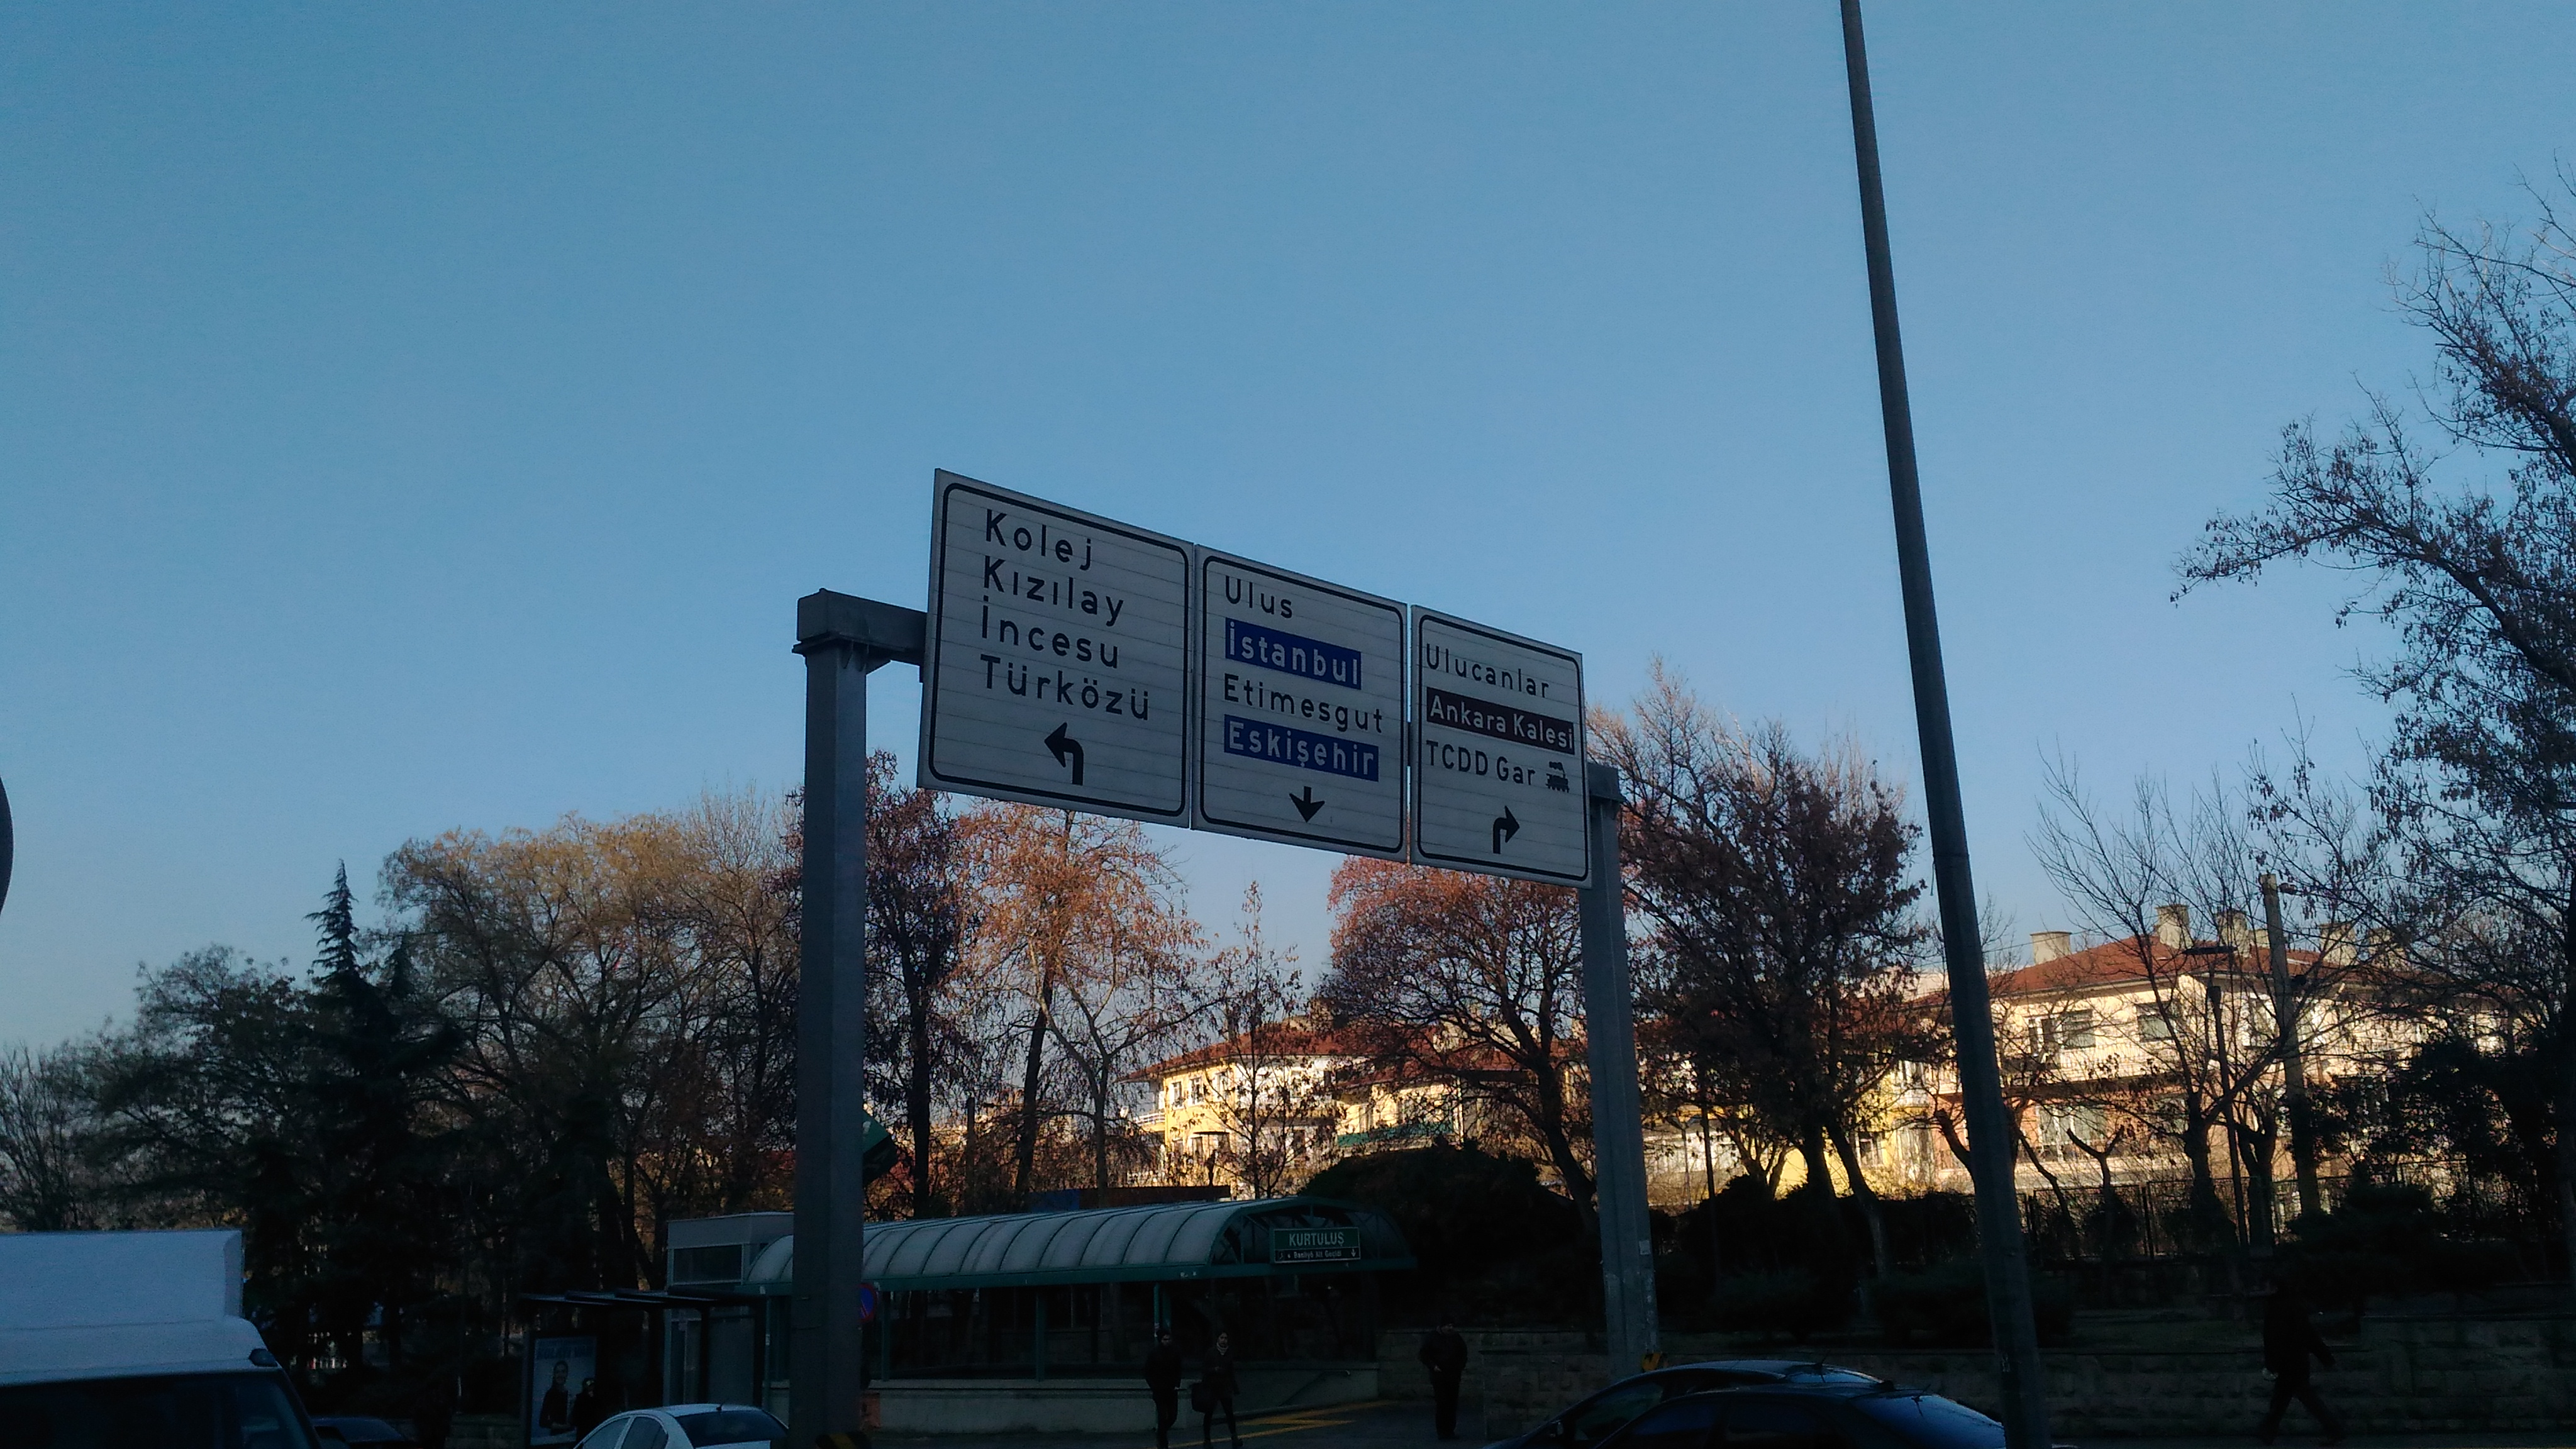 Kolej
Kızılay
İncesu
Türközü
Ulus
İstanbul
Etimesgut
Eskişehir
Ulucanlar
Ankara Kalesi
TCDD Gar
KURTULUŞ